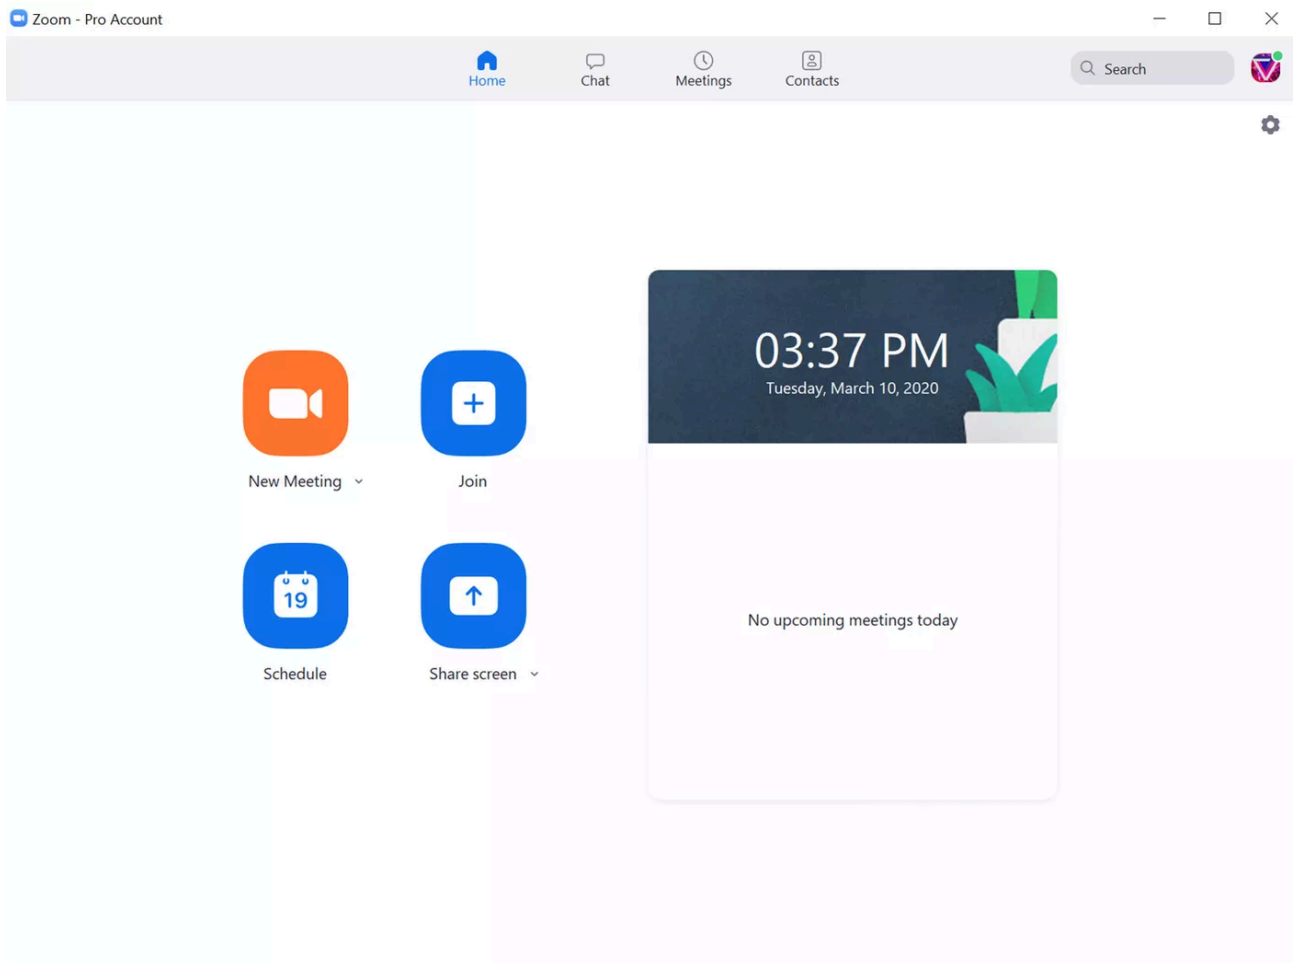 Zoom - Pro Account
Home
Chat
Meetings
Contacts
Search
03:37 PM
Tuesday, March 10, 2020
New Meeting
Join
19
Schedule
Share screen
No upcoming meetings today